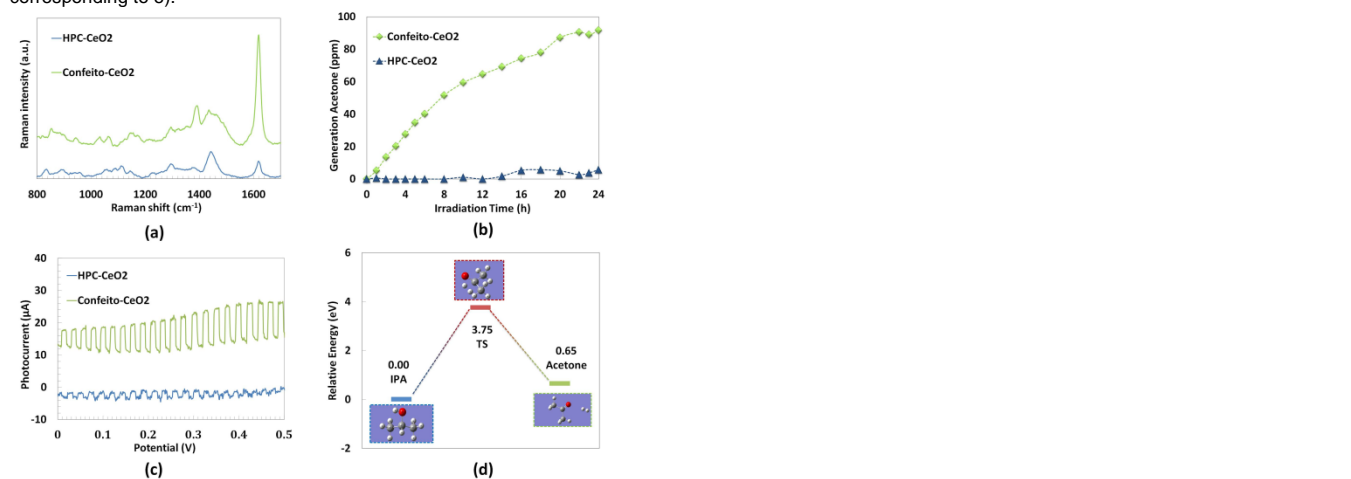 corresponding to 8).
HPC-CeO2
Confeito-CeO2
Raman intensity (a.u.)
800 1000 1200 1400 1600
Raman shift (cm-1)
(a)
Confeito-CeO2
HPC-CeO2
Generation Acetone (ppm)
100
80
60
40
20
0
0 4 8 12 16 20 24
Irradiation Time (h)
(b)
HPC-CeO2
Confeito-CeO2
Photocurrent (μA)
40
30
20
10
0
-10
0 0.1 0.2 0.3 0.4 0.5
Potential (V)
(c)
Relative Energy (eV)
6
4
2
0
-2
0.00
IPA
3.75
TS
0.65
Acetone
(d)